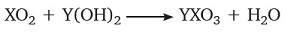 XO₂ + Y(OH)₂ ⟶ YXO₃ + H₂O